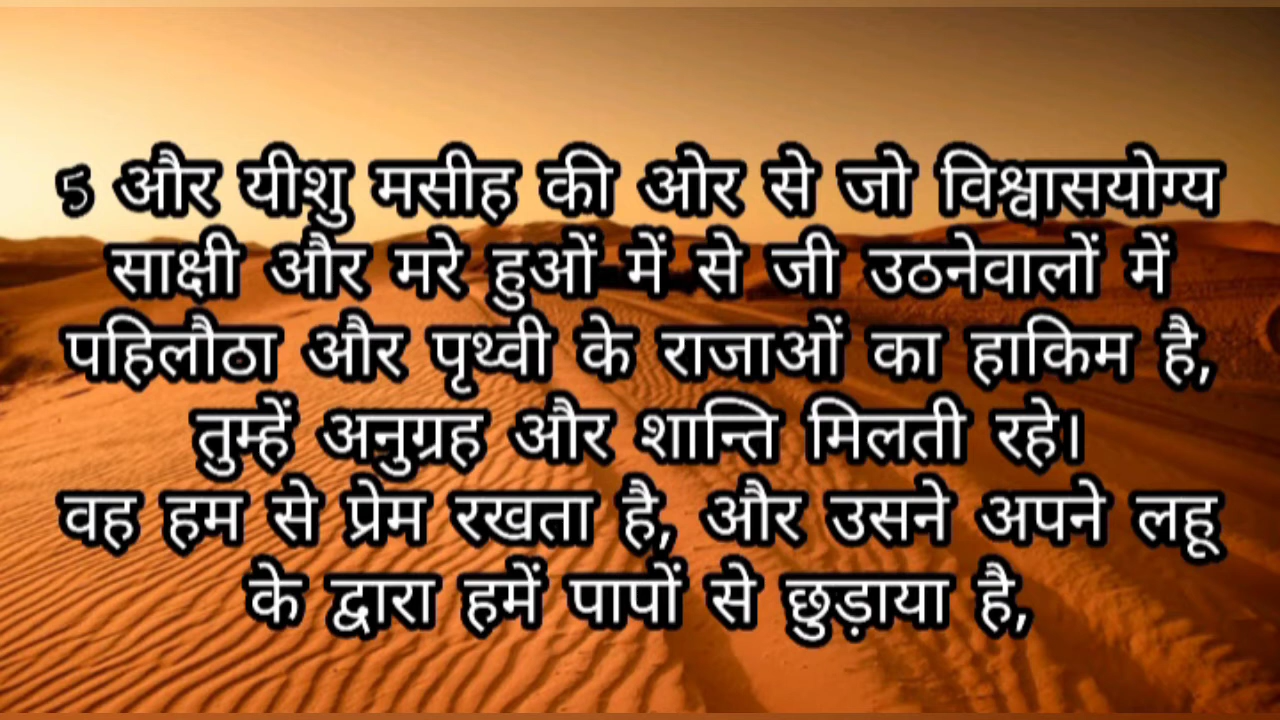 5 और यीशु मसीह की ओर से जो विश्वासयोग्य
साक्षी और मरे हुओं में से जी उठनेवालों में
पहिलौठा और पृथ्वी के राजाओं का हाकिम है,
तुम्हें अनुग्रह और शान्ति मिलती रहे।
वह हम से प्रेम रखता है, और उसने अपने लहू
के द्वारा हमें पापों से छुड़ाया है,